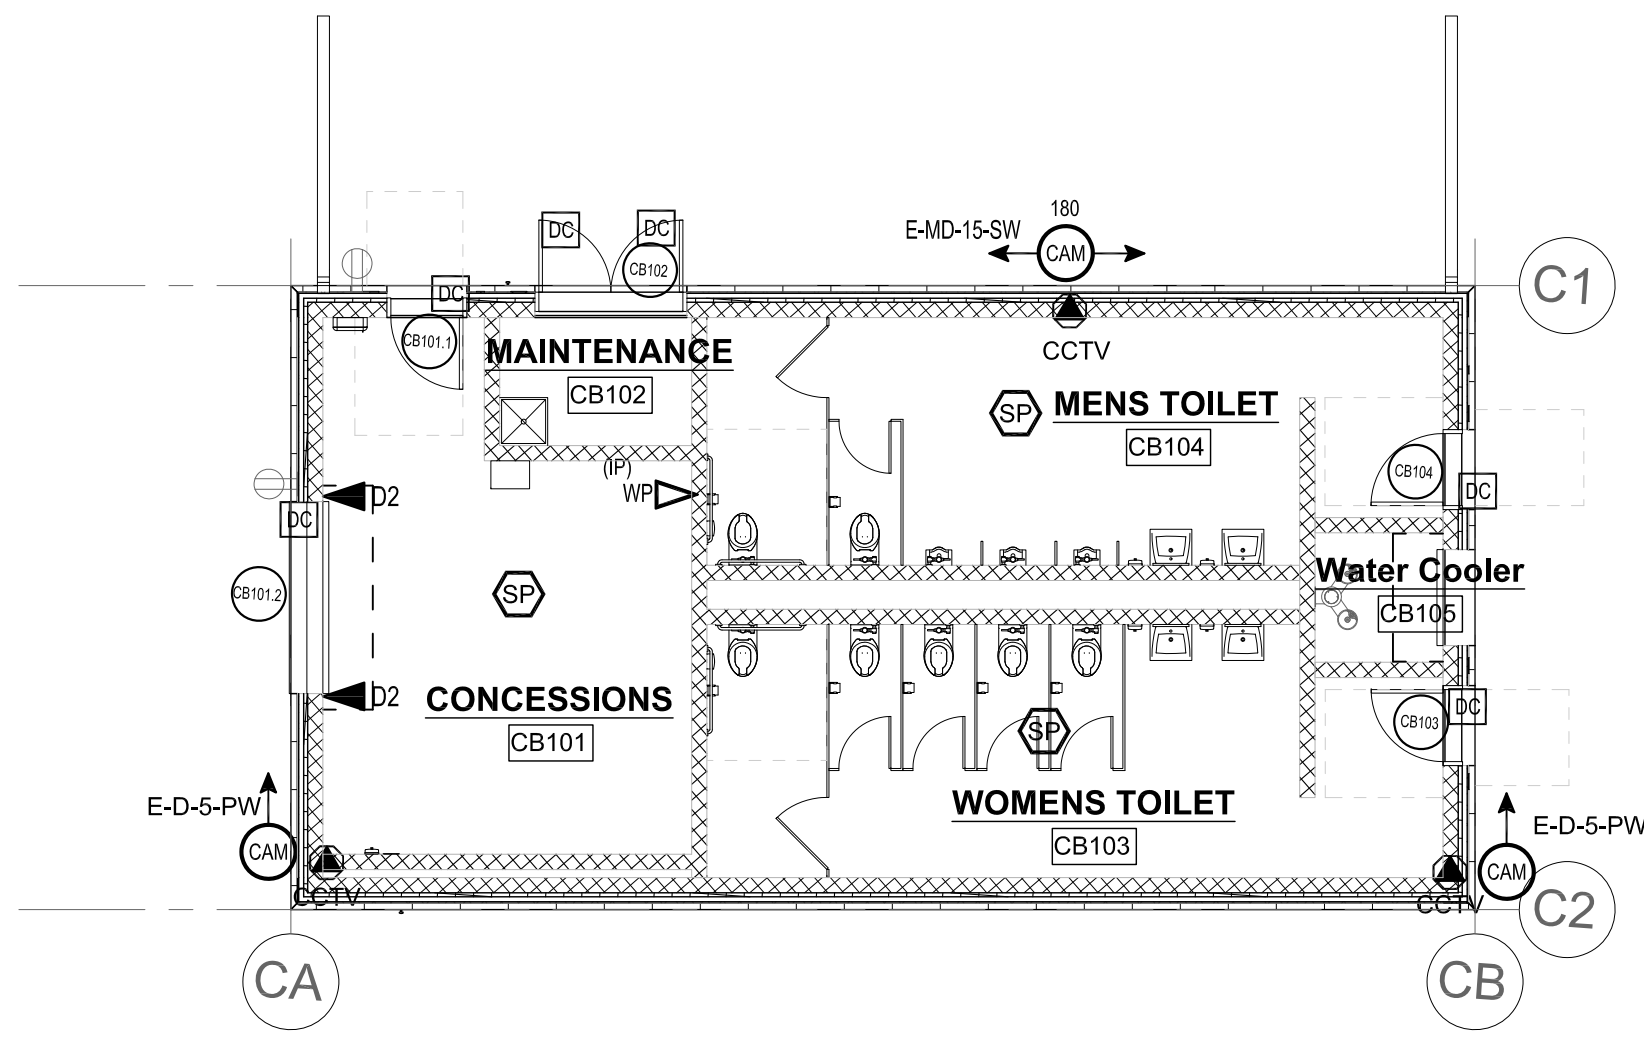 180
E-MD-15-SW
CAM
DC
DC
CB102
C1
DC
CB101.1
MAINTENANCE
CB102
CCTV
SP
MENS TOILET
CB104
CB104
DC
(IP)
WP
D2
DC
SP
CB101.2
Water Cooler
CB105
D2
CONCESSIONS
CB101
SP
DC
CB103
WOMENS TOILET
CB103
E-D-5-PW
CAM
CCTV
E-D-5-PW
CAM
CCTV
C2
CA
CB